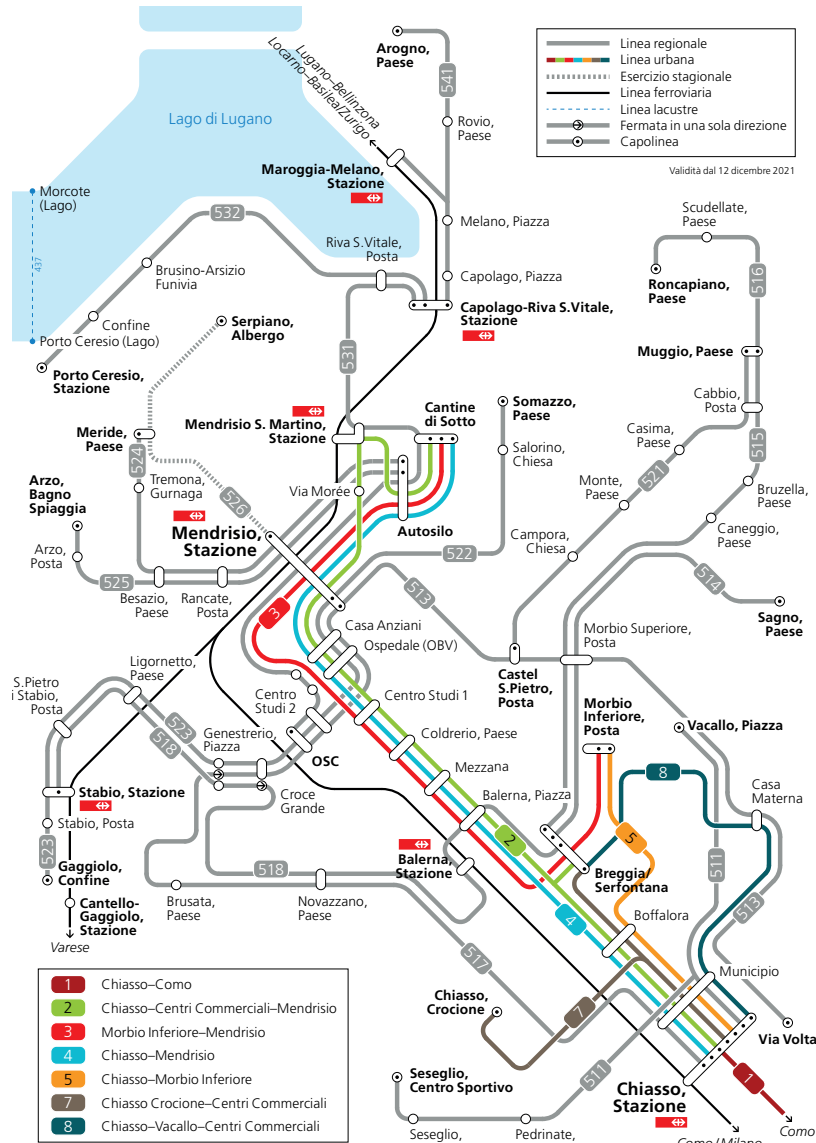 Arogno,
Paese
Linea regionale
Linea urbana
Esercizio stagionale
Linea ferroviaria
Linea lacustre
Fermata in una sola direzione
Capolinea
Validità dal 12 dicembre 2021
Lugano–Bellinzona
Locarno–Basilea/Zurigo
541
Lago di Lugano
Rovio,
Paese
Maroggia-Melano,
Stazione
Morcote
(Lago)
437
532
Melano, Piazza
Scudellate,
Paese
Riva S.Vitale,
Posta
Brusino-Arsizio
Funivia
Capolago, Piazza
Roncapiano,
Paese
516
Confine
Serpiano,
Albergo
Capolago-Riva S.Vitale,
Stazione
Porto Ceresio (Lago)
531
Muggio, Paese
Porto Ceresio,
Stazione
Mendrisio S. Martino,
Stazione
Cantine
di Sotto
Somazzo,
Paese
Cabbio,
Posta
Meride,
Paese
Casima,
Paese
515
524
Salorino,
Chiesa
521
Arzo,
Bagno
Spiaggia
Tremona,
Gurnaga
526
Via Morée
Monte,
Paese
Bruzella,
Paese
Mendrisio,
Stazione
Autosilo
Caneggio,
Paese
Campora,
Chiesa
Arzo,
Posta
522
514
525
Besazio,
Paese
Rancate,
Posta
513
Sagno,
Paese
3
Casa Anziani
Ospedale (OBV)
Morbio Superiore,
Posta
S.Pietro
i Stabio,
Posta
Ligornetto,
Paese
Castel
S.Pietro,
Posta
Centro
Studi 2
Centro Studi 1
Morbio
Inferiore,
Posta
Vacallo, Piazza
523
518
Genestrerio,
Piazza
OSC
Coldrerio, Paese
Mezzana
8
Stabio, Stazione
Croce
Grande
Balerna, Piazza
Casa
Materna
Stabio, Posta
2
5
523
Balerna,
Stazione
511
Gaggiolo,
Confine
518
Breggia/
Serfontana
Cantello-
Gaggiolo,
Stazione
Brusata,
Paese
Novazzano,
Paese
4
Boffalora
513
Varese
517
Municipio
1 Chiasso–Como
2 Chiasso–Centri Commerciali–Mendrisio
3 Morbio Inferiore–Mendrisio
4 Chiasso–Mendrisio
5 Chiasso–Morbio Inferiore
7 Chiasso Crocione–Centri Commerciali
8 Chiasso–Vacallo–Centri Commerciali
Chiasso,
Crocione
7
Via Volta
Seseglio,
Centro Sportivo
511
Chiasso,
Stazione
1
Seseglio,
Pedrinate,
Como
Como/Milano